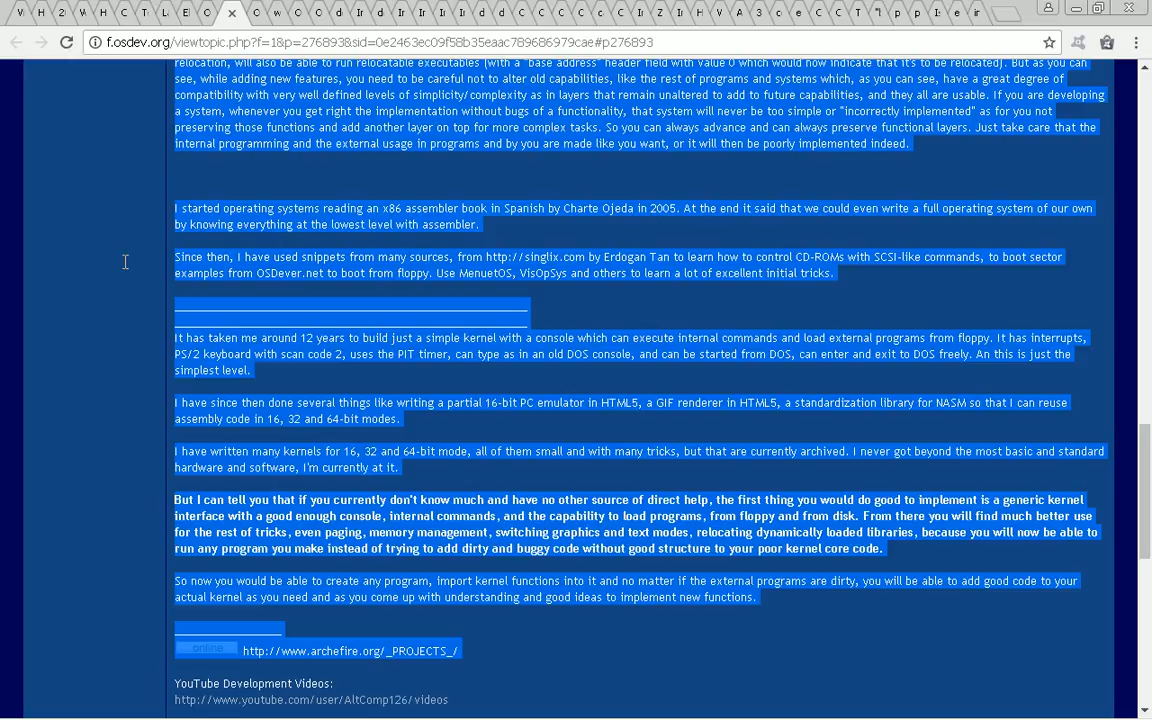 W H 2 W H C T L El O O w O O d Ir d Ir Ir Ir d d C C C C c C Z Ir H V A 3 c e C C T "l p p Is e ir
f.osdev.org/viewtopic.php?f=1&p=276893&sid=0e2463ec09f58b35eaac789686979cae#p276893
relocation, will also be able to run relocatable executables (with a "base address" header field with value 0 which would now indicate that it's to be relocated). But as you can
see, while adding new features, you need to be careful not to alter old capabilities, like the rest of programs and systems which, as you can see, have a great degree of
compatibility with very well defined levels of simplicity/complexity as in layers that remain unaltered to add to future capabilities, and they all are usable. If you are developing
a system, whenever you get right the implementation without bugs of a functionality, that system will never be too simple or "incorrectly implemented" as for you not
preserving those functions and add another layer on top for more complex tasks. So you can always advance and can always preserve functional layers. Just take care that the
internal programming and the external usage in programs and by you are made like you want, or it will then be poorly implemented indeed.
I started operating systems reading an x86 assembler book in Spanish by Charte Ojeda in 2005. At the end it said that we could even write a full operating system of our own
by knowing everything at the lowest level with assembler.
Since then, I have used snippets from many sources, from http://singlix.com by Erdogan Tan to learn how to control CD-ROMs with SCSI-like commands, to boot sector
examples from OSDever.net to boot from floppy. Use MenuetOS, VisOpSys and others to learn a lot of excellent initial tricks.
It has taken me around 12 years to build just a simple kernel with a console which can execute internal commands and load external programs from floppy. It has interrupts,
PS/2 keyboard with scan code 2, uses the PIT timer, can type as in an old DOS console, and can be started from DOS, can enter and exit to DOS freely. An this is just the
simplest level.
I have since then done several things like writing a partial 16-bit PC emulator in HTML5, a GIF renderer in HTML5, a standardization library for NASM so that I can reuse
assembly code in 16, 32 and 64-bit modes.
I have written many kernels for 16, 32 and 64-bit mode, all of them small and with many tricks, but that are currently archived. I never got beyond the most basic and standard
hardware and software, I'm currently at it.
But I can tell you that if you currently don't know much and have no other source of direct help, the first thing you would do good to implement is a generic kernel
interface with a good enough console, internal commands, and the capability to load programs, from floppy and from disk. From there you will find much better use
for the rest of tricks, even paging, memory management, switching graphics and text modes, relocating dynamically loaded libraries, because you will now be able to
run any program you make instead of trying to add dirty and buggy code without good structure to your poor kernel core code.
So now you would be able to create any program, import kernel functions into it and no matter if the external programs are dirty, you will be able to add good code to your
actual kernel as you need and as you come up with understanding and good ideas to implement new functions.
online http://www.archefire.org/_PROJECTS_/
YouTube Development Videos:
http://www.youtube.com/user/AltComp126/videos